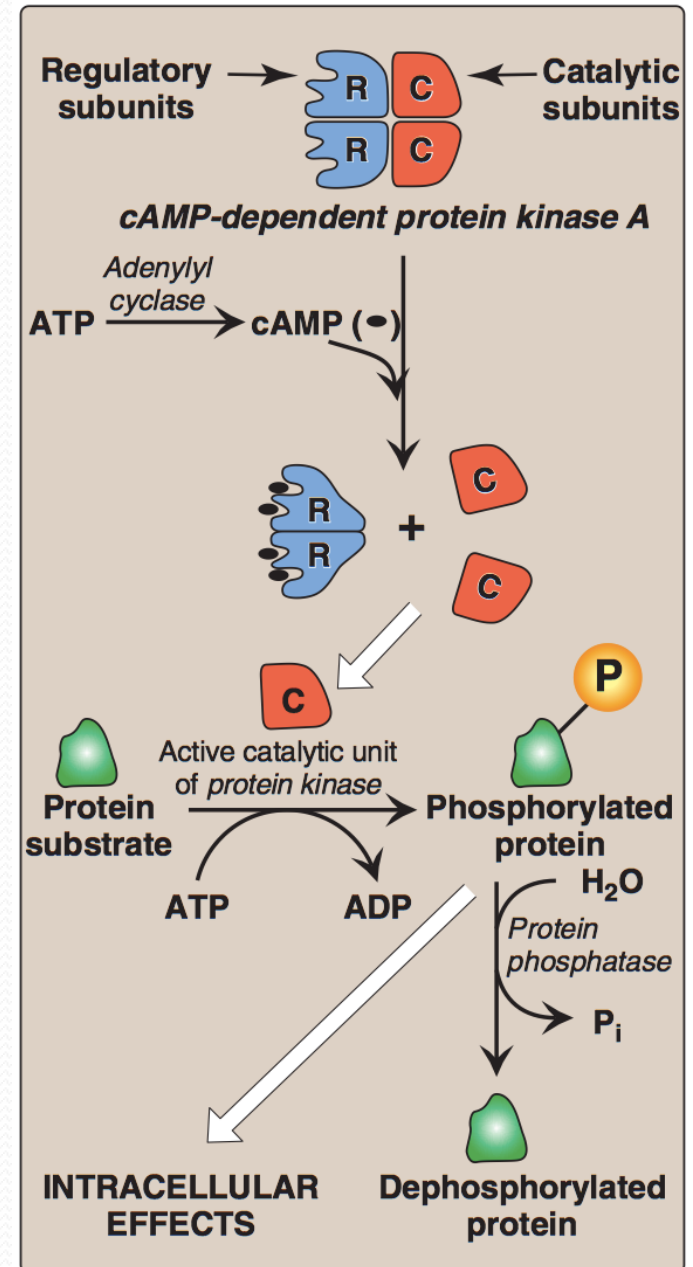 Regulatory
subunits
R
C
Catalytic
subunits
R
C
cAMP-dependent protein kinase A
Adenylyl
cyclase
ATP
cAMP ( )
R
R
+
C
C
C
P
Active catalytic unit
of protein kinase
Protein
substrate
Phosphorylated
protein
ATP
ADP
H₂O
Protein
phosphatase
Pᵢ
INTRACELLULAR
EFFECTS
Dephosphorylated
protein